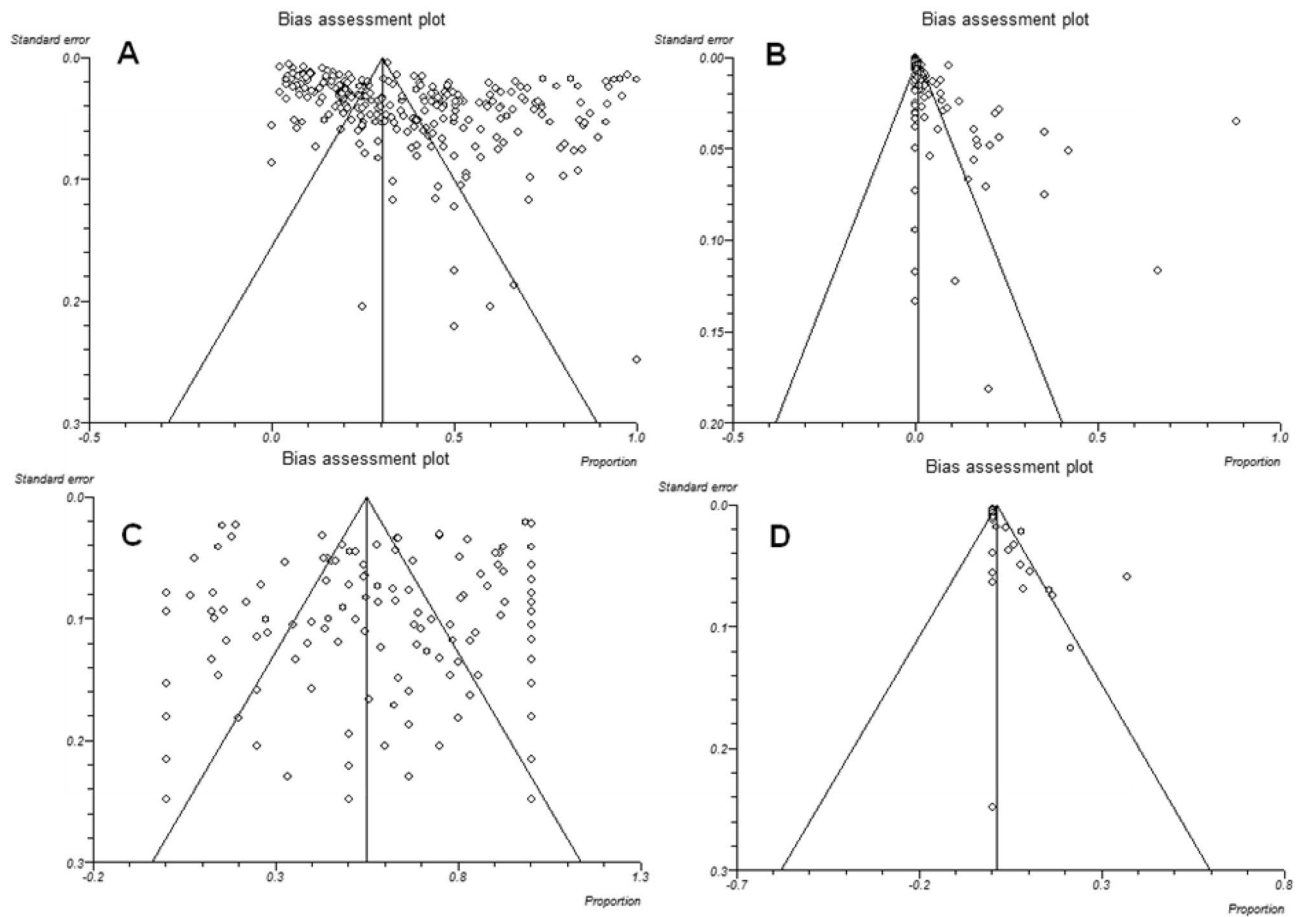 Bias assessment plot
Standard error
A
0.0
0.1
0.2
0.3
-0.5
0.0
0.5
1.0
Proportion
Bias assessment plot
Standard error
B
0.00
0.05
0.10
0.15
0.20
-0.5
0.0
0.5
1.0
Proportion
Bias assessment plot
Standard error
C
0.0
0.1
0.2
0.3
-0.2
0.3
0.8
1.3
Proportion
Bias assessment plot
Standard error
D
0.0
0.1
0.2
0.3
-0.7
-0.2
0.3
0.8
Proportion